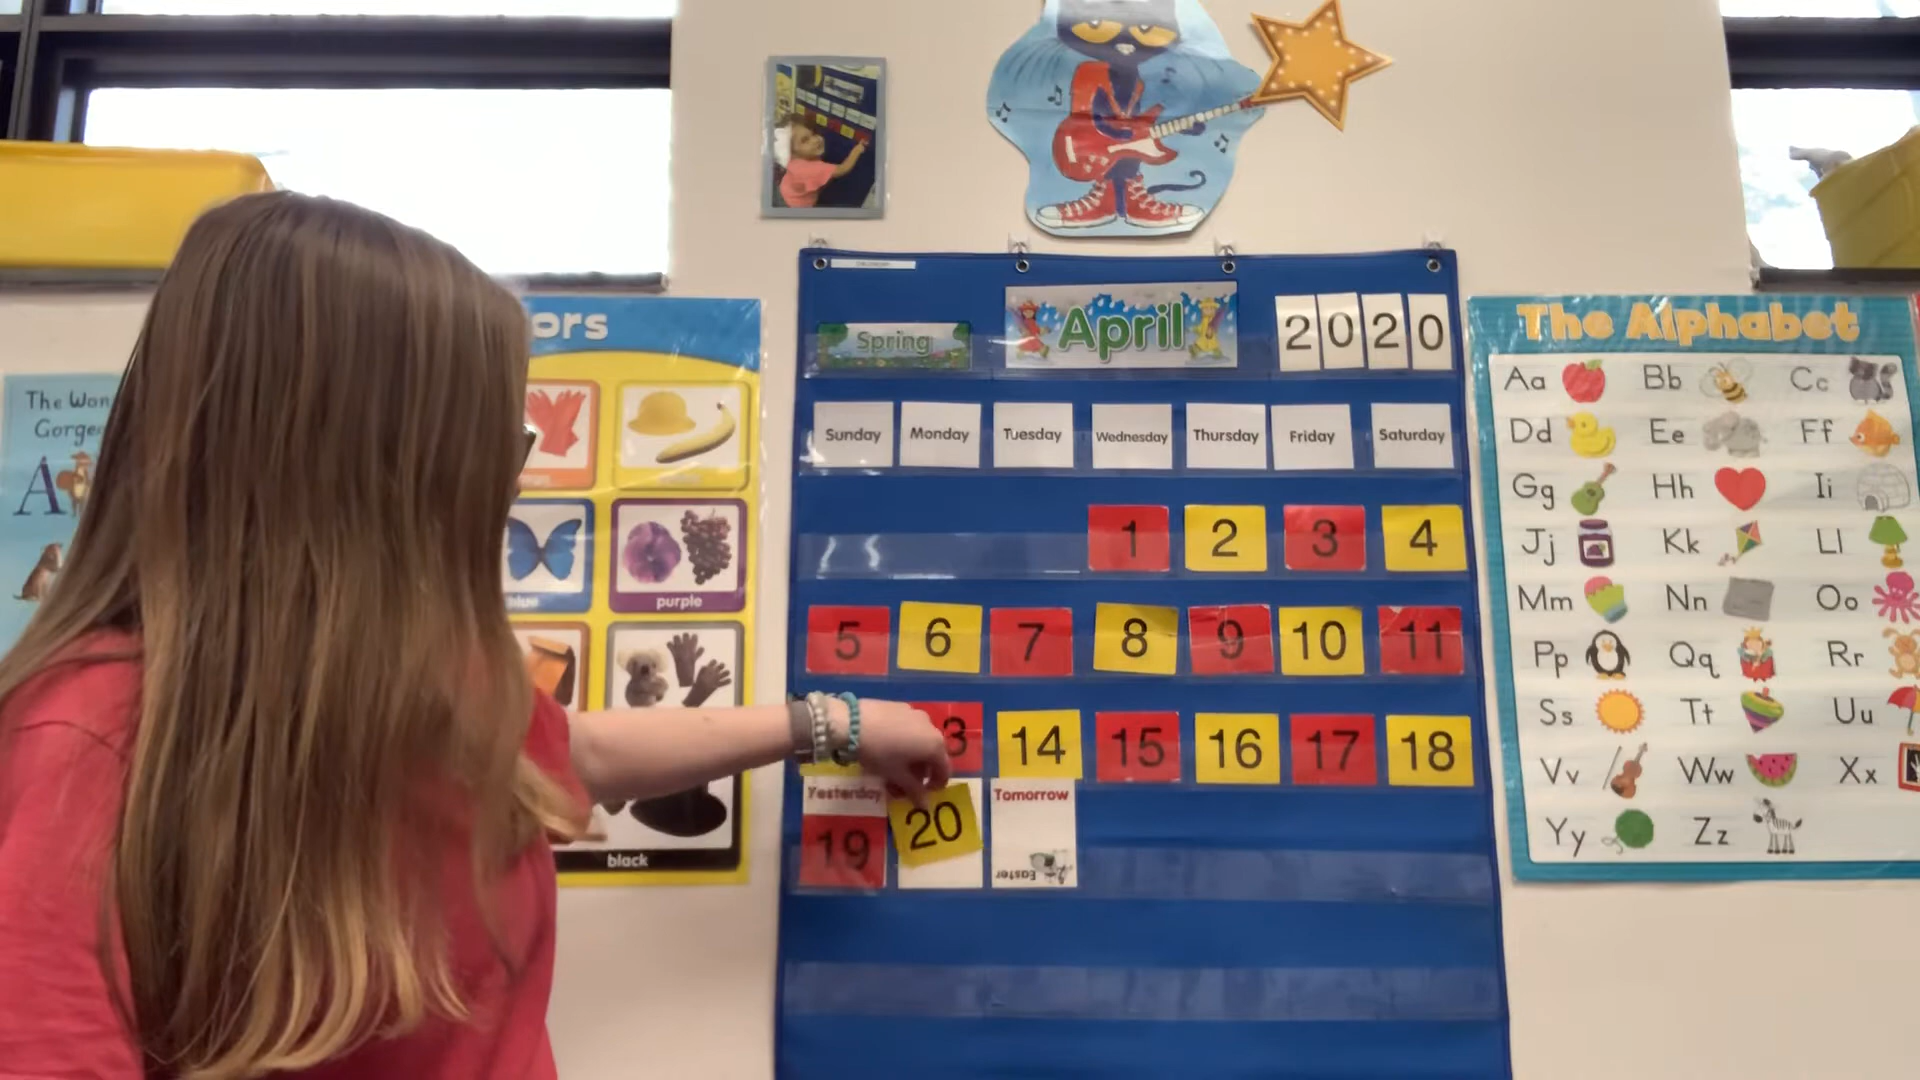 ors
The Won
Gorge
A
blue
purple
black
Spring
April
2020
Sunday Monday Tuesday Wednesday Thursday Friday Saturday
1 2 3 4
5 6 7 8 9 10 11
3 14 15 16 17 18
Yesterday Tomorrow
19 20
Easter
The Alphabet
Aa Bb Cc
Dd Ee Ff
Gg Hh Ii
Jj Kk Ll
Mm Nn Oo
Pp Qq Rr
Ss Tt Uu
Vv Ww Xx
Yy Zz